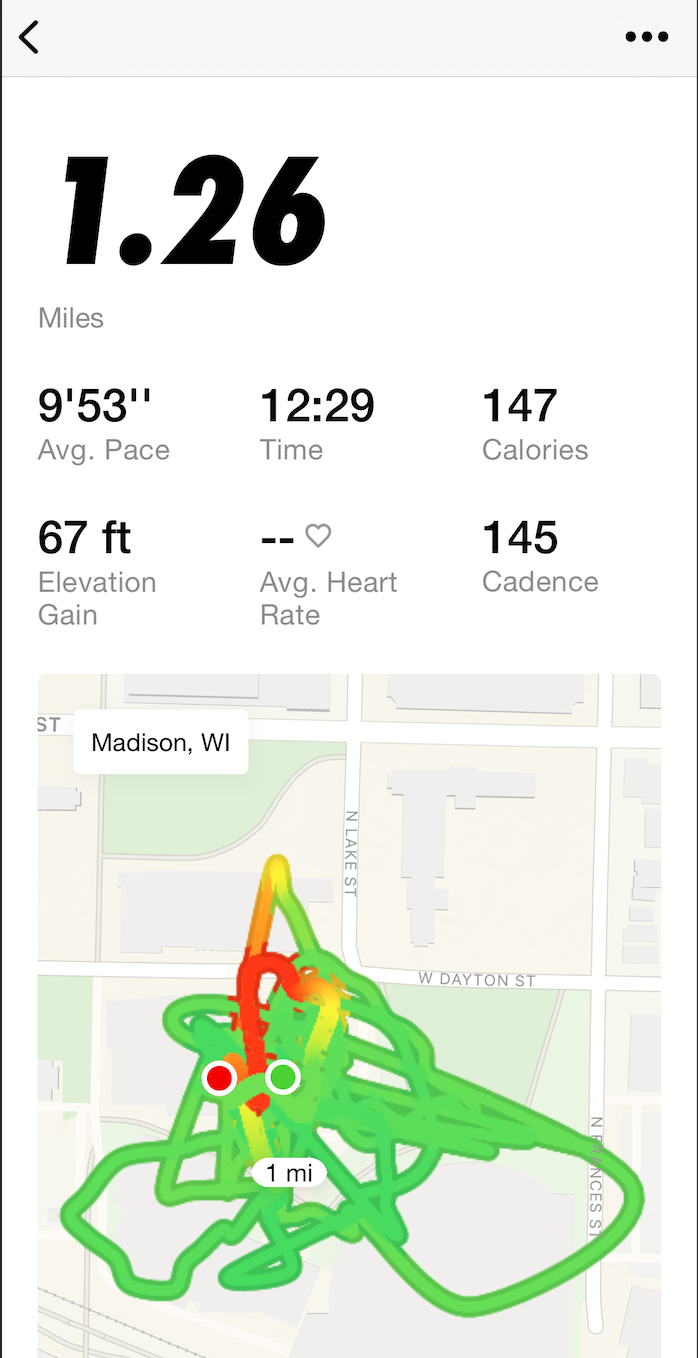 1.26
Miles
9'53'' 12:29 147
Avg. Pace Time Calories
67 ft -- 145
Elevation Gain Avg. Heart Rate Cadence
ST
Madison, WI
N LAKE ST
W DAYTON ST
N FRANCES ST
1 mi